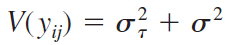 V(y_{ij}) = σ_τ^2 + σ^2